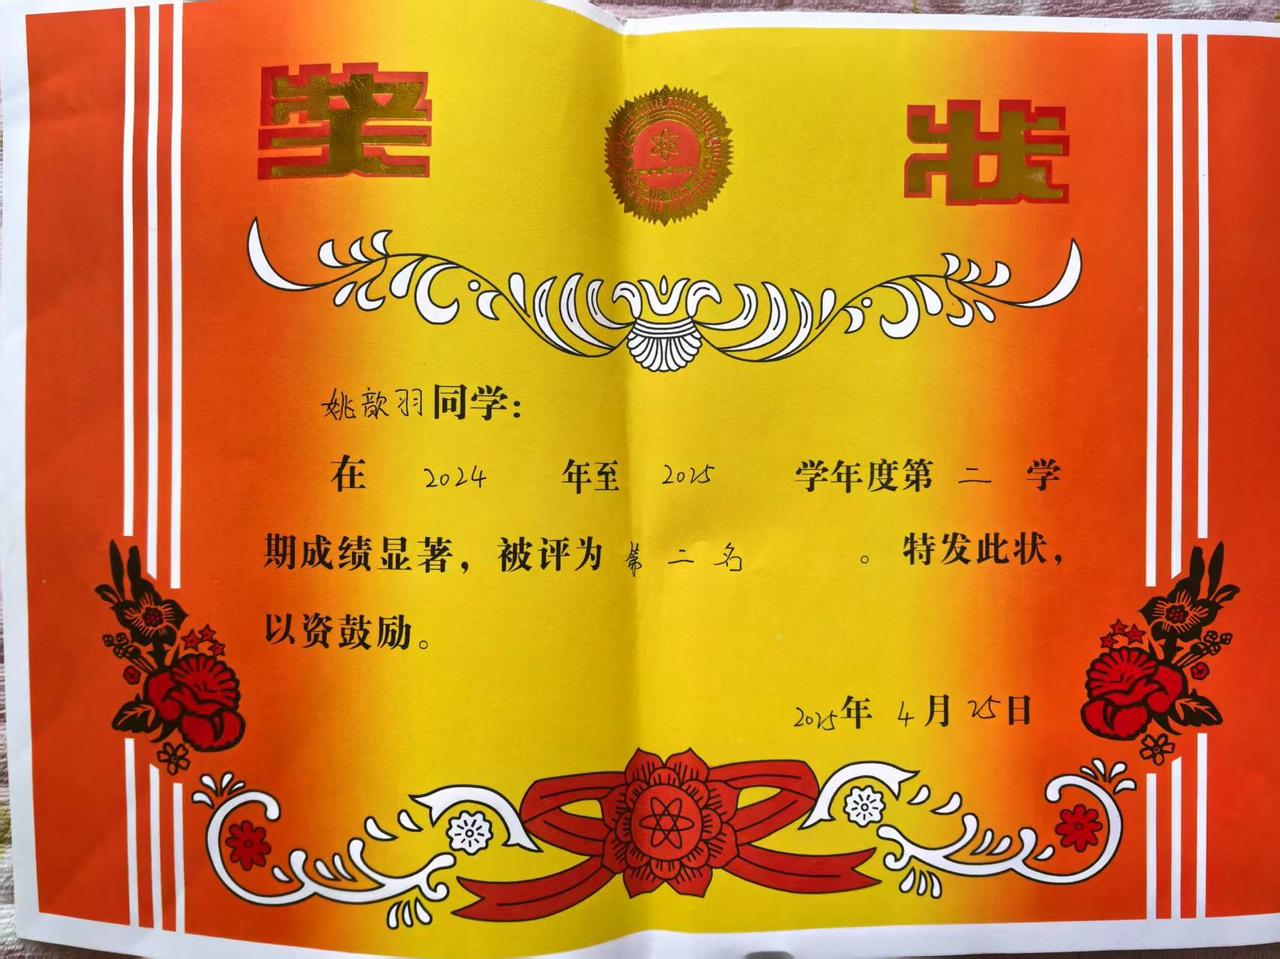 奖状
姚歆羽同学：
在 2024 年至 2025 学年度第 二 学
期成绩显著，被评为 第二名 。特发此状，
以资鼓励。
2025年 4月 25日